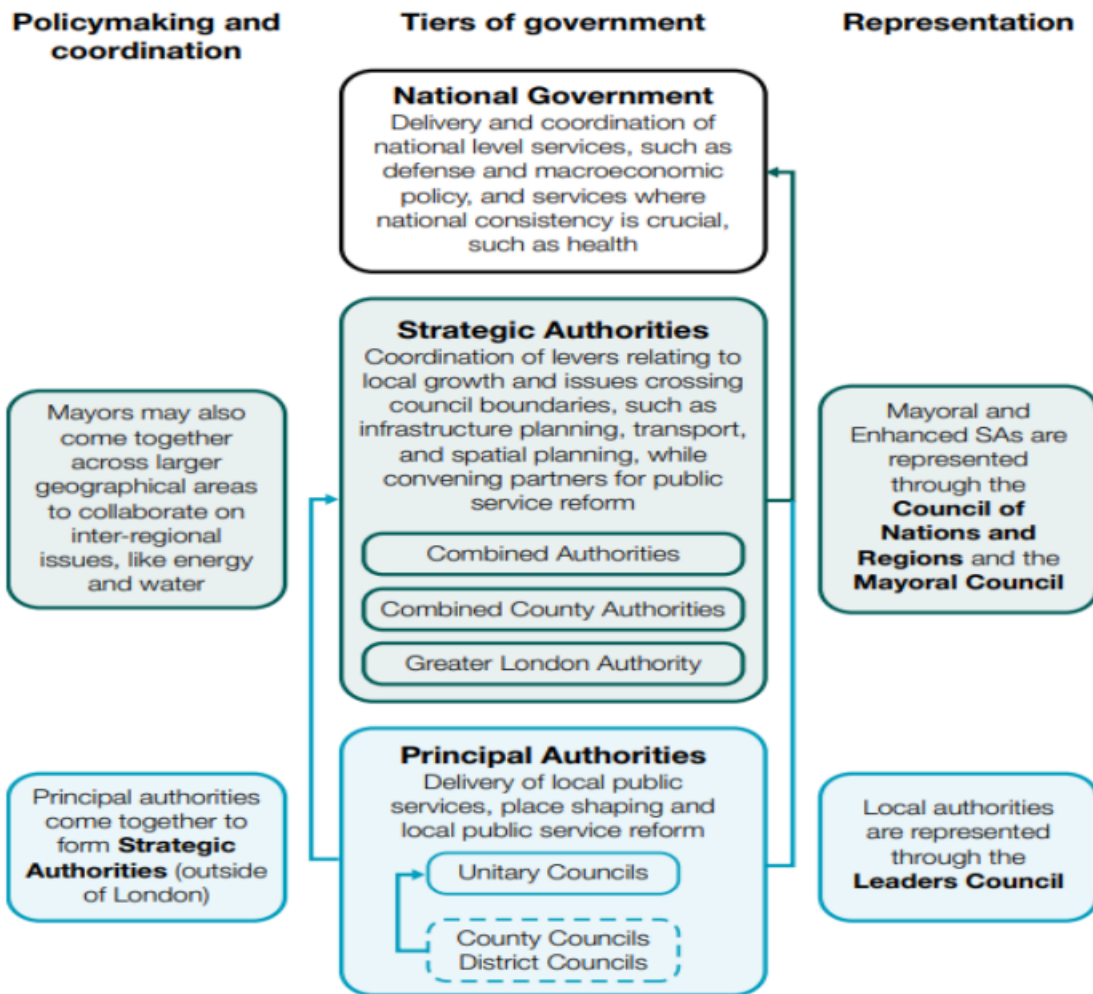 Policymaking and
coordination
Tiers of government
Representation
National Government
Delivery and coordination of
national level services, such as
defense and macroeconomic
policy, and services where
national consistency is crucial,
such as health
Strategic Authorities
Coordination of levers relating to
local growth and issues crossing
council boundaries, such as
infrastructure planning, transport,
and spatial planning, while
convening partners for public
service reform
Combined Authorities
Combined County Authorities
Greater London Authority
Mayors may also
come together
across larger
geographical areas
to collaborate on
inter-regional
issues, like energy
and water
Mayoral and
Enhanced SAs are
represented
through the
Council of
Nations and
Regions and the
Mayoral Council
Principal Authorities
Delivery of local public
services, place shaping and
local public service reform
Unitary Councils
County Councils
District Councils
Principal authorities
come together to
form Strategic
Authorities (outside
of London)
Local authorities
are represented
through the
Leaders Council